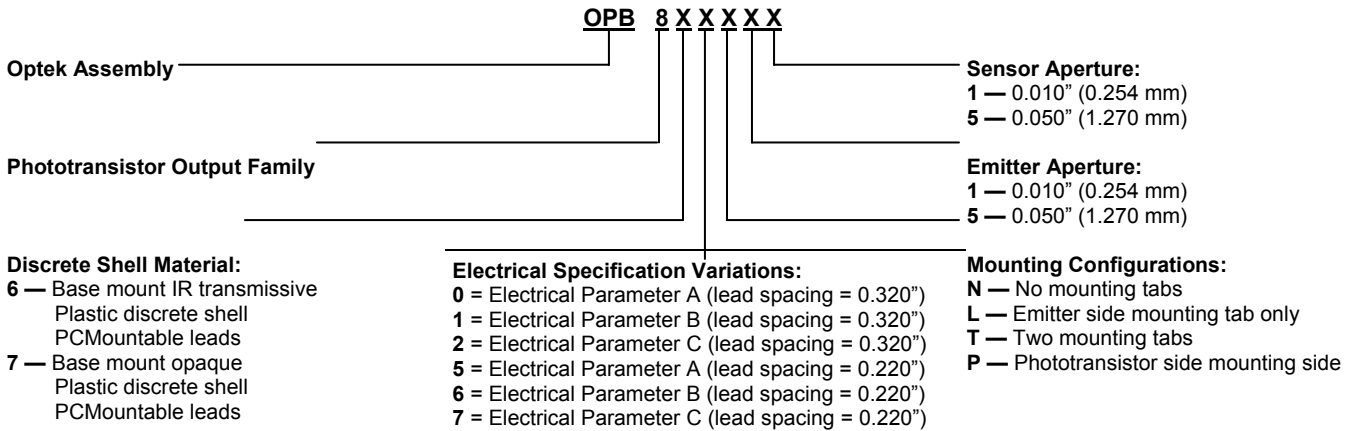 OPB 8 X X X X X
Optek Assembly
Phototransistor Output Family
Discrete Shell Material:
6 — Base mount IR transmissive
Plastic discrete shell
PCMountable leads
7 — Base mount opaque
Plastic discrete shell
PCMountable leads
Electrical Specification Variations:
0 = Electrical Parameter A (lead spacing = 0.320”)
1 = Electrical Parameter B (lead spacing = 0.320”)
2 = Electrical Parameter C (lead spacing = 0.320”)
5 = Electrical Parameter A (lead spacing = 0.220”)
6 = Electrical Parameter B (lead spacing = 0.220”)
7 = Electrical Parameter C (lead spacing = 0.220”)
Sensor Aperture:
1 — 0.010” (0.254 mm)
5 — 0.050” (1.270 mm)
Emitter Aperture:
1 — 0.010” (0.254 mm)
5 — 0.050” (1.270 mm)
Mounting Configurations:
N — No mounting tabs
L — Emitter side mounting tab only
T — Two mounting tabs
P — Phototransistor side mounting side